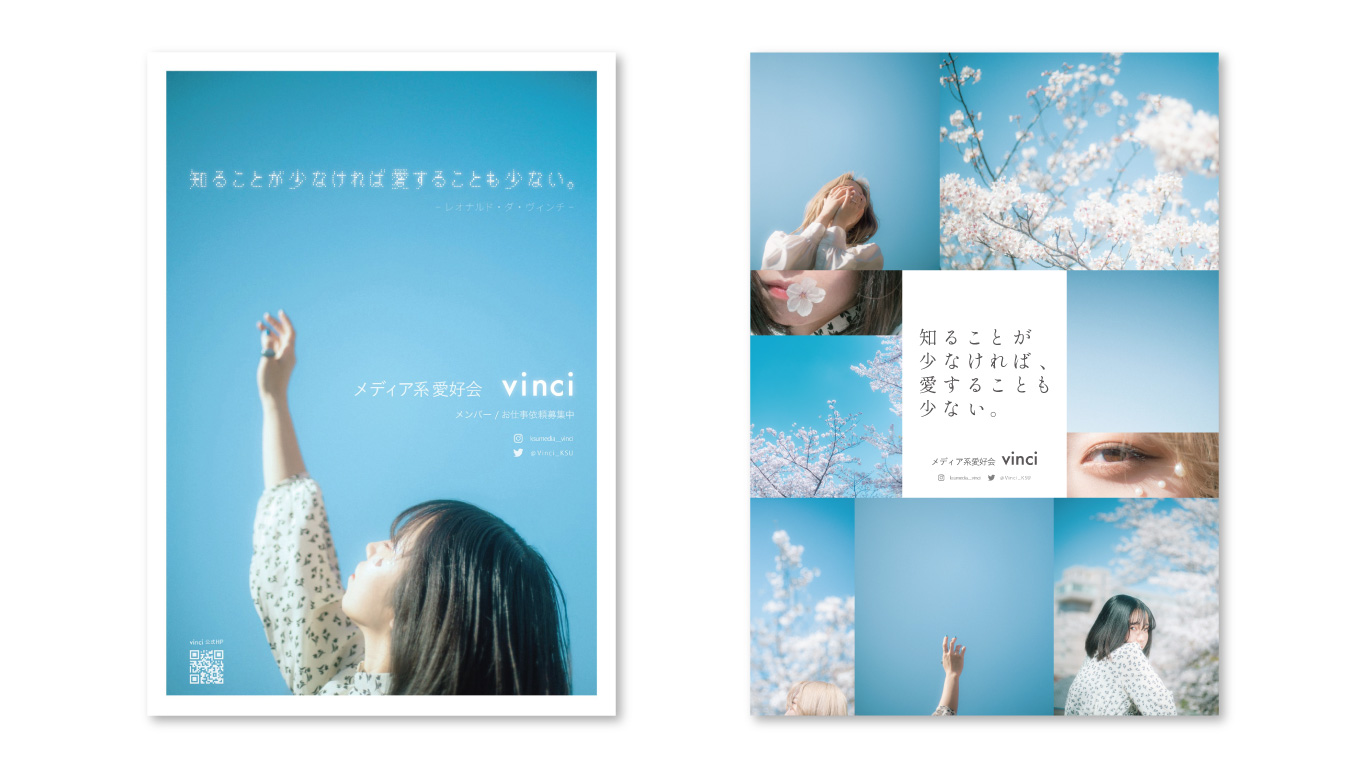 知ることが少なければ愛することも少ない。
- レオナルド・ダ・ヴィンチ -
メディア系愛好会 vinci
メンバー / お仕事依頼募集中
ksumedia_vinci
@Vinci_KSU
vinci 公式HP
知ることが
少なければ、
愛することも
少ない。
メディア系愛好会 vinci
ksumedia_vinci @Vinci_KSU